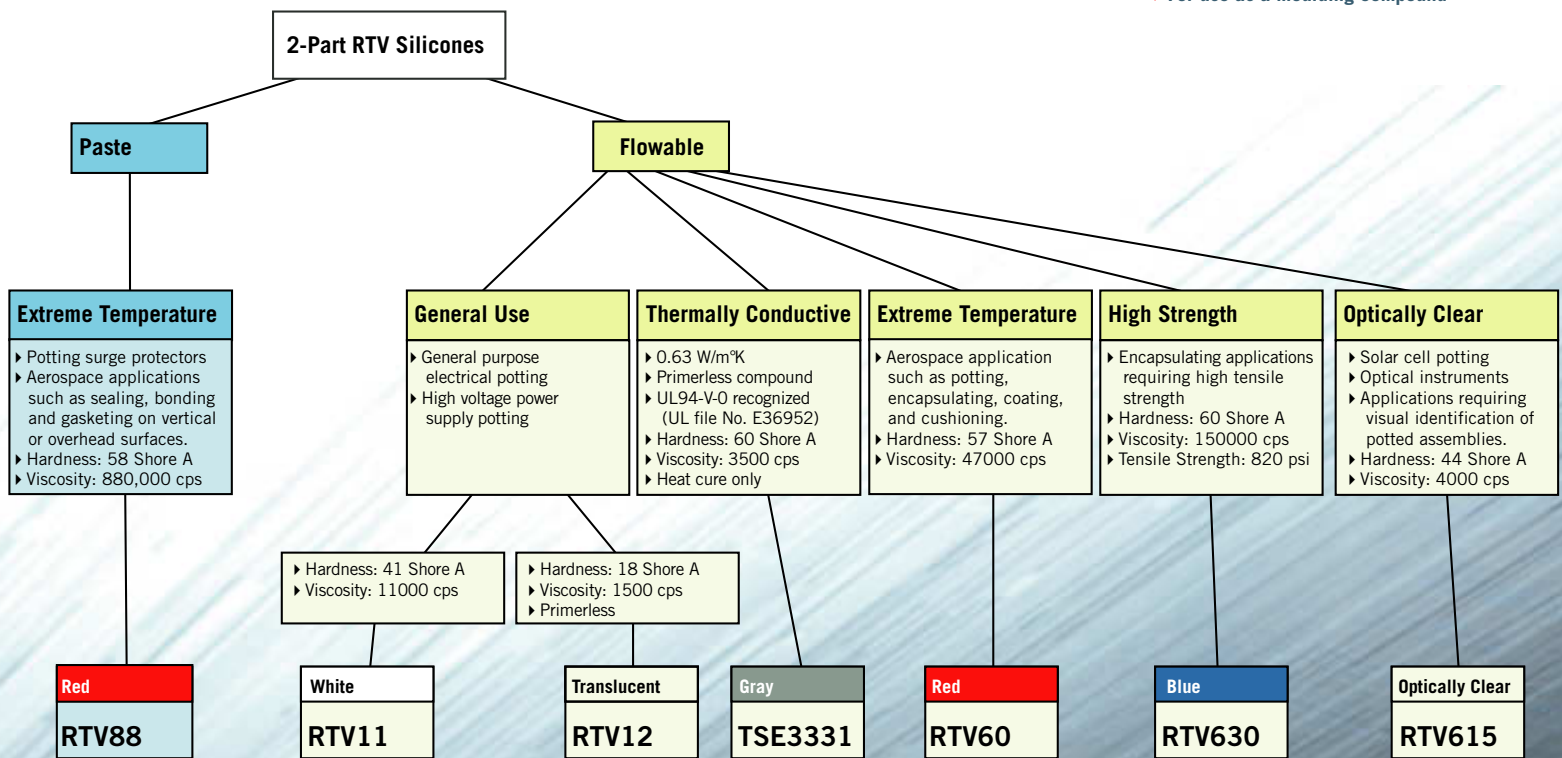 2-Part RTV Silicones
Paste
Flowable
Extreme Temperature
▸ Potting surge protectors
▸ Aerospace applications
such as sealing, bonding
and gasketing on vertical
or overhead surfaces.
▸ Hardness: 58 Shore A
▸ Viscosity: 880,000 cps
General Use
▸ General purpose
electrical potting
▸ High voltage power
supply potting
Thermally Conductive
▸ 0.63 W/m°K
▸ Primerless compound
▸ UL94-V-0 recognized
(UL file No. E36952)
▸ Hardness: 60 Shore A
▸ Viscosity: 3500 cps
▸ Heat cure only
Extreme Temperature
▸ Aerospace application
such as potting,
encapsulating, coating,
and cushioning.
▸ Hardness: 57 Shore A
▸ Viscosity: 47000 cps
High Strength
▸ Encapsulating applications
requiring high tensile
strength
▸ Hardness: 60 Shore A
▸ Viscosity: 150000 cps
▸ Tensile Strength: 820 psi
Optically Clear
▸ Solar cell potting
▸ Optical instruments
▸ Applications requiring
visual identification of
potted assemblies.
▸ Hardness: 44 Shore A
▸ Viscosity: 4000 cps
▸ Hardness: 41 Shore A
▸ Viscosity: 11000 cps
▸ Hardness: 18 Shore A
▸ Viscosity: 1500 cps
▸ Primerless
Red
RTV88
White
RTV11
Translucent
RTV12
Gray
TSE3331
Red
RTV60
Blue
RTV630
Optically Clear
RTV615